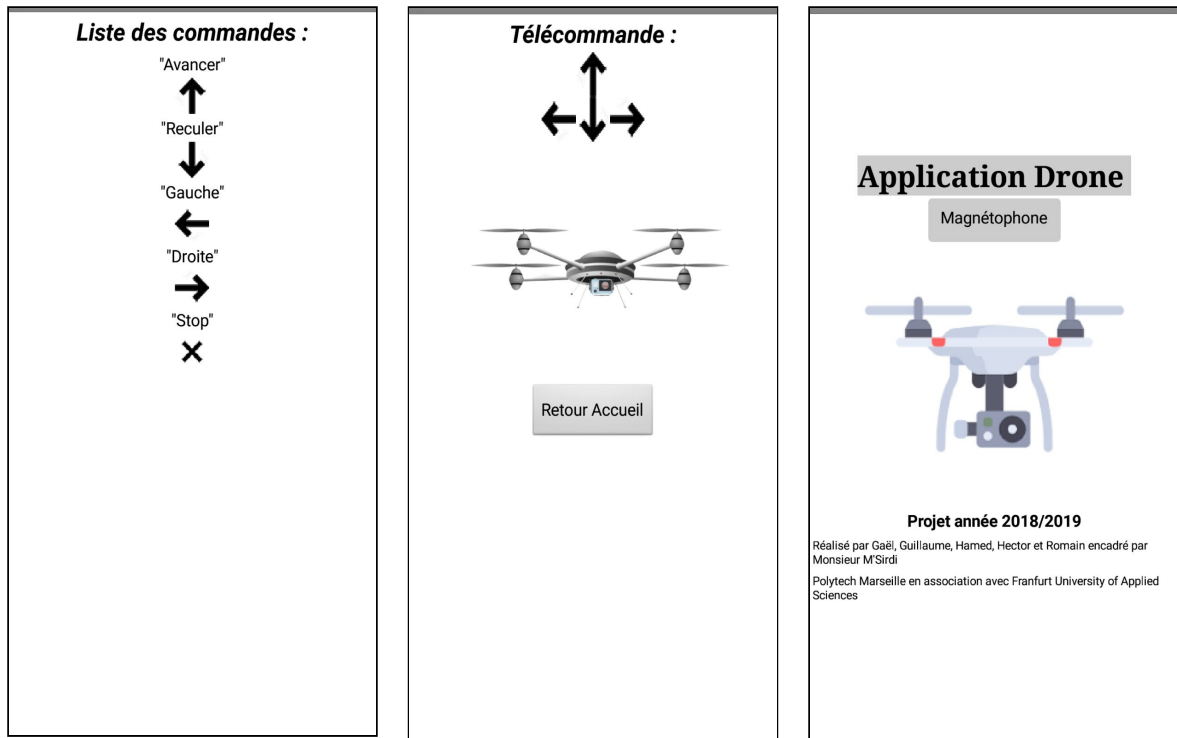 Liste des commandes :
"Avancer"
"Reculer"
"Gauche"
"Droite"
"Stop"
Télécommande :
Retour Accueil
Application Drone
Magnétophone
Projet année 2018/2019
Réalisé par Gaël, Guillaume, Hamed, Hector et Romain encadré par
Monsieur M'Sirdi
Polytech Marseille en association avec Franfurt University of Applied
Sciences